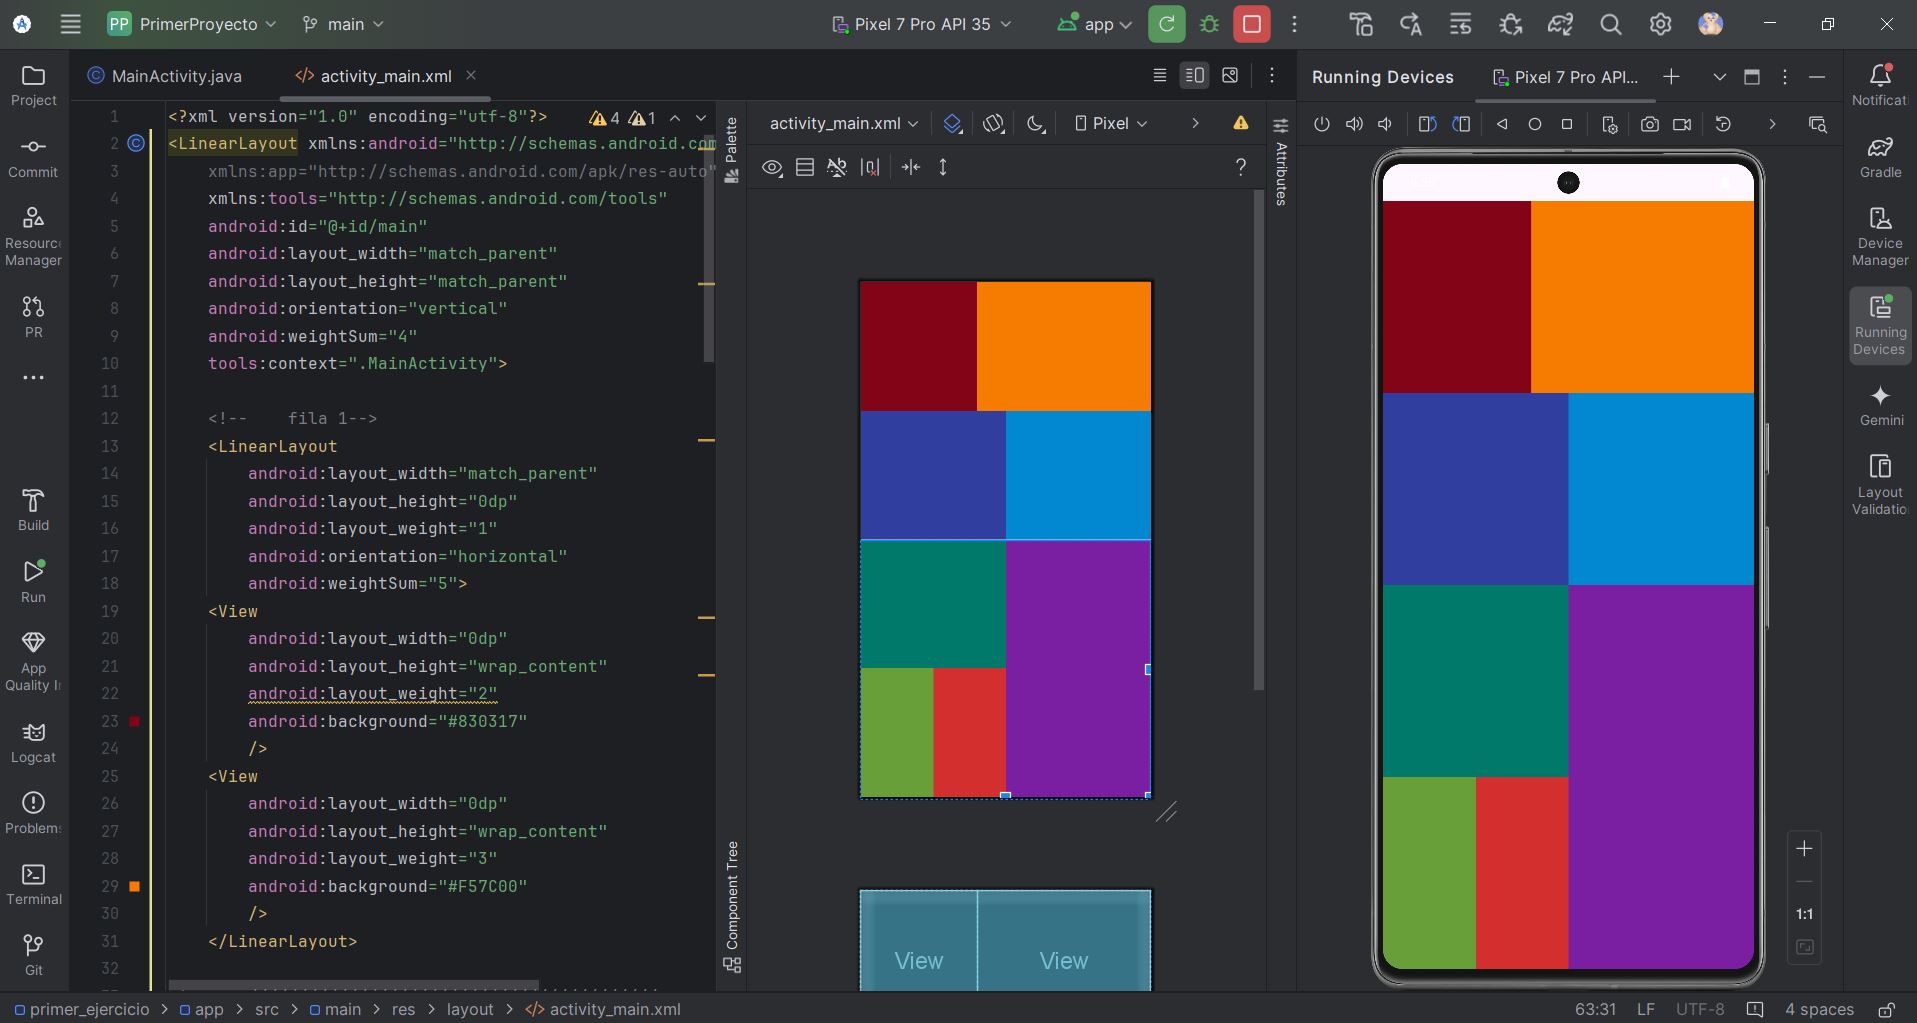 PP PrimerProyecto main Pixel 7 Pro API 35 app
MainActivity.java activity_main.xml Running Devices Pixel 7 Pro API...
Project
Commit
Resourc
Manager
PR
Build
Run
App
Quality I
Logcat
Problem
Terminal
Git
4 1
1 <?xml version="1.0" encoding="utf-8"?>
2 <LinearLayout xmlns:android="http://schemas.android.com
3 xmlns:app="http://schemas.android.com/apk/res-auto"
4 xmlns:tools="http://schemas.android.com/tools"
5 android:id="@+id/main"
6 android:layout_width="match_parent"
7 android:layout_height="match_parent"
8 android:orientation="vertical"
9 android:weightSum="4"
10 tools:context=".MainActivity">
11
12 <!--    fila 1-->
13 <LinearLayout
14 android:layout_width="match_parent"
15 android:layout_height="0dp"
16 android:layout_weight="1"
17 android:orientation="horizontal"
18 android:weightSum="5">
19 <View
20 android:layout_width="0dp"
21 android:layout_height="wrap_content"
22 android:layout_weight="2"
23 android:background="#830317"
24 />
25 <View
26 android:layout_width="0dp"
27 android:layout_height="wrap_content"
28 android:layout_weight="3"
29 android:background="#F57C00"
30 />
31 </LinearLayout>
32
Palette
Component Tree
activity_main.xml Pixel
?
View View
Attributes
1:1
Notificat
Gradle
Device
Manager
Running
Devices
Gemini
Layout
Validatio
primer_ejercicio > app > src > main > res > layout > activity_main.xml 63:31 LF UTF-8 4 spaces